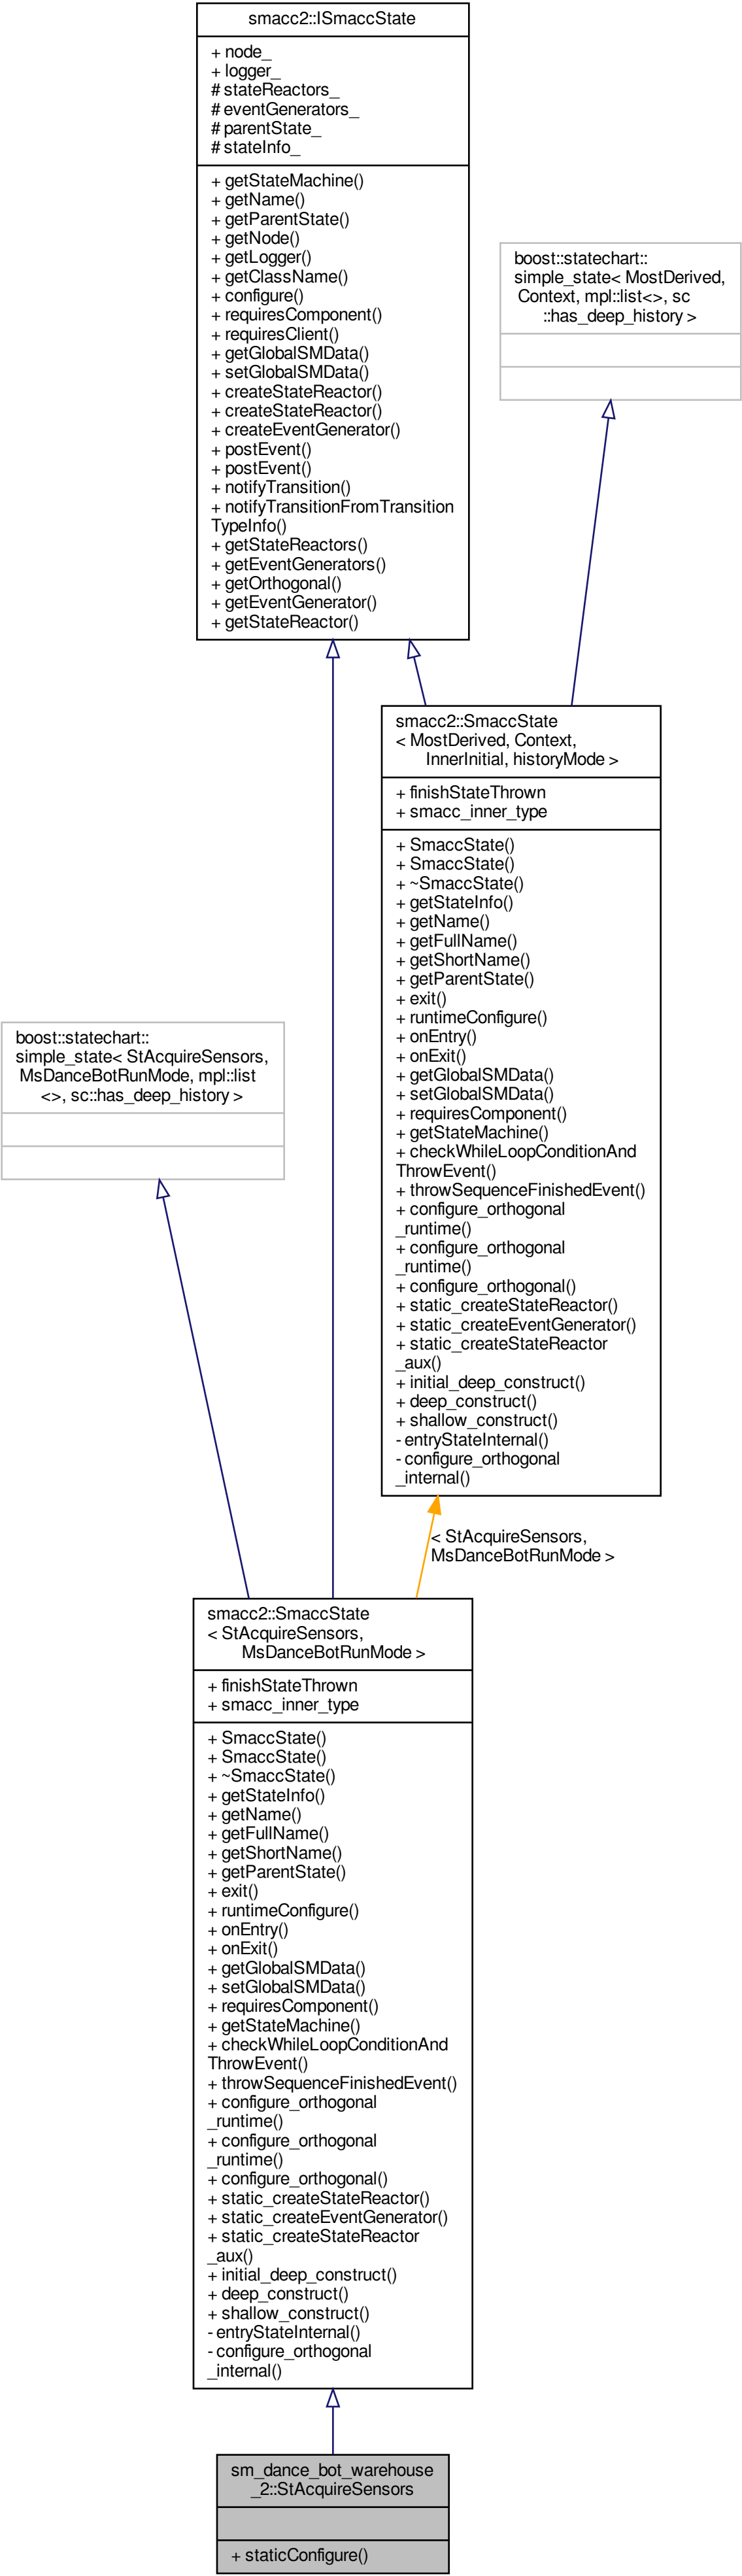 smacc2::ISmaccState
+ node_
+ logger_
# stateReactors_
# eventGenerators_
# parentState_
# stateInfo_
+ getStateMachine()
+ getName()
+ getParentState()
+ getNode()
+ getLogger()
+ getClassName()
+ configure()
+ requiresComponent()
+ requiresClient()
+ getGlobalSMData()
+ setGlobalSMData()
+ createStateReactor()
+ createStateReactor()
+ createEventGenerator()
+ postEvent()
+ postEvent()
+ notifyTransition()
+ notifyTransitionFromTransition
TypeInfo()
+ getStateReactors()
+ getEventGenerators()
+ getOrthogonal()
+ getEventGenerator()
+ getStateReactor()
boost::statechart::
simple_state< MostDerived,
Context, mpl::list<>, sc
::has_deep_history >
smacc2::SmaccState
< MostDerived, Context,
InnerInitial, historyMode >
+ finishStateThrown
+ smacc_inner_type
+ SmaccState()
+ SmaccState()
+ ~SmaccState()
+ getStateInfo()
+ getName()
+ getFullName()
+ getShortName()
+ getParentState()
+ exit()
+ runtimeConfigure()
+ onEntry()
+ onExit()
+ getGlobalSMData()
+ setGlobalSMData()
+ requiresComponent()
+ getStateMachine()
+ checkWhileLoopConditionAnd
ThrowEvent()
+ throwSequenceFinishedEvent()
+ configure_orthogonal
_runtime()
+ configure_orthogonal
_runtime()
+ configure_orthogonal()
+ static_createStateReactor()
+ static_createEventGenerator()
+ static_createStateReactor
_aux()
+ initial_deep_construct()
+ deep_construct()
+ shallow_construct()
- entryStateInternal()
- configure_orthogonal
_internal()
boost::statechart::
simple_state< StAcquireSensors,
MsDanceBotRunMode, mpl::list
<>, sc::has_deep_history >
< StAcquireSensors,
MsDanceBotRunMode >
smacc2::SmaccState
< StAcquireSensors,
MsDanceBotRunMode >
+ finishStateThrown
+ smacc_inner_type
+ SmaccState()
+ SmaccState()
+ ~SmaccState()
+ getStateInfo()
+ getName()
+ getFullName()
+ getShortName()
+ getParentState()
+ exit()
+ runtimeConfigure()
+ onEntry()
+ onExit()
+ getGlobalSMData()
+ setGlobalSMData()
+ requiresComponent()
+ getStateMachine()
+ checkWhileLoopConditionAnd
ThrowEvent()
+ throwSequenceFinishedEvent()
+ configure_orthogonal
_runtime()
+ configure_orthogonal
_runtime()
+ configure_orthogonal()
+ static_createStateReactor()
+ static_createEventGenerator()
+ static_createStateReactor
_aux()
+ initial_deep_construct()
+ deep_construct()
+ shallow_construct()
- entryStateInternal()
- configure_orthogonal
_internal()
sm_dance_bot_warehouse
_2::StAcquireSensors
+ staticConfigure()